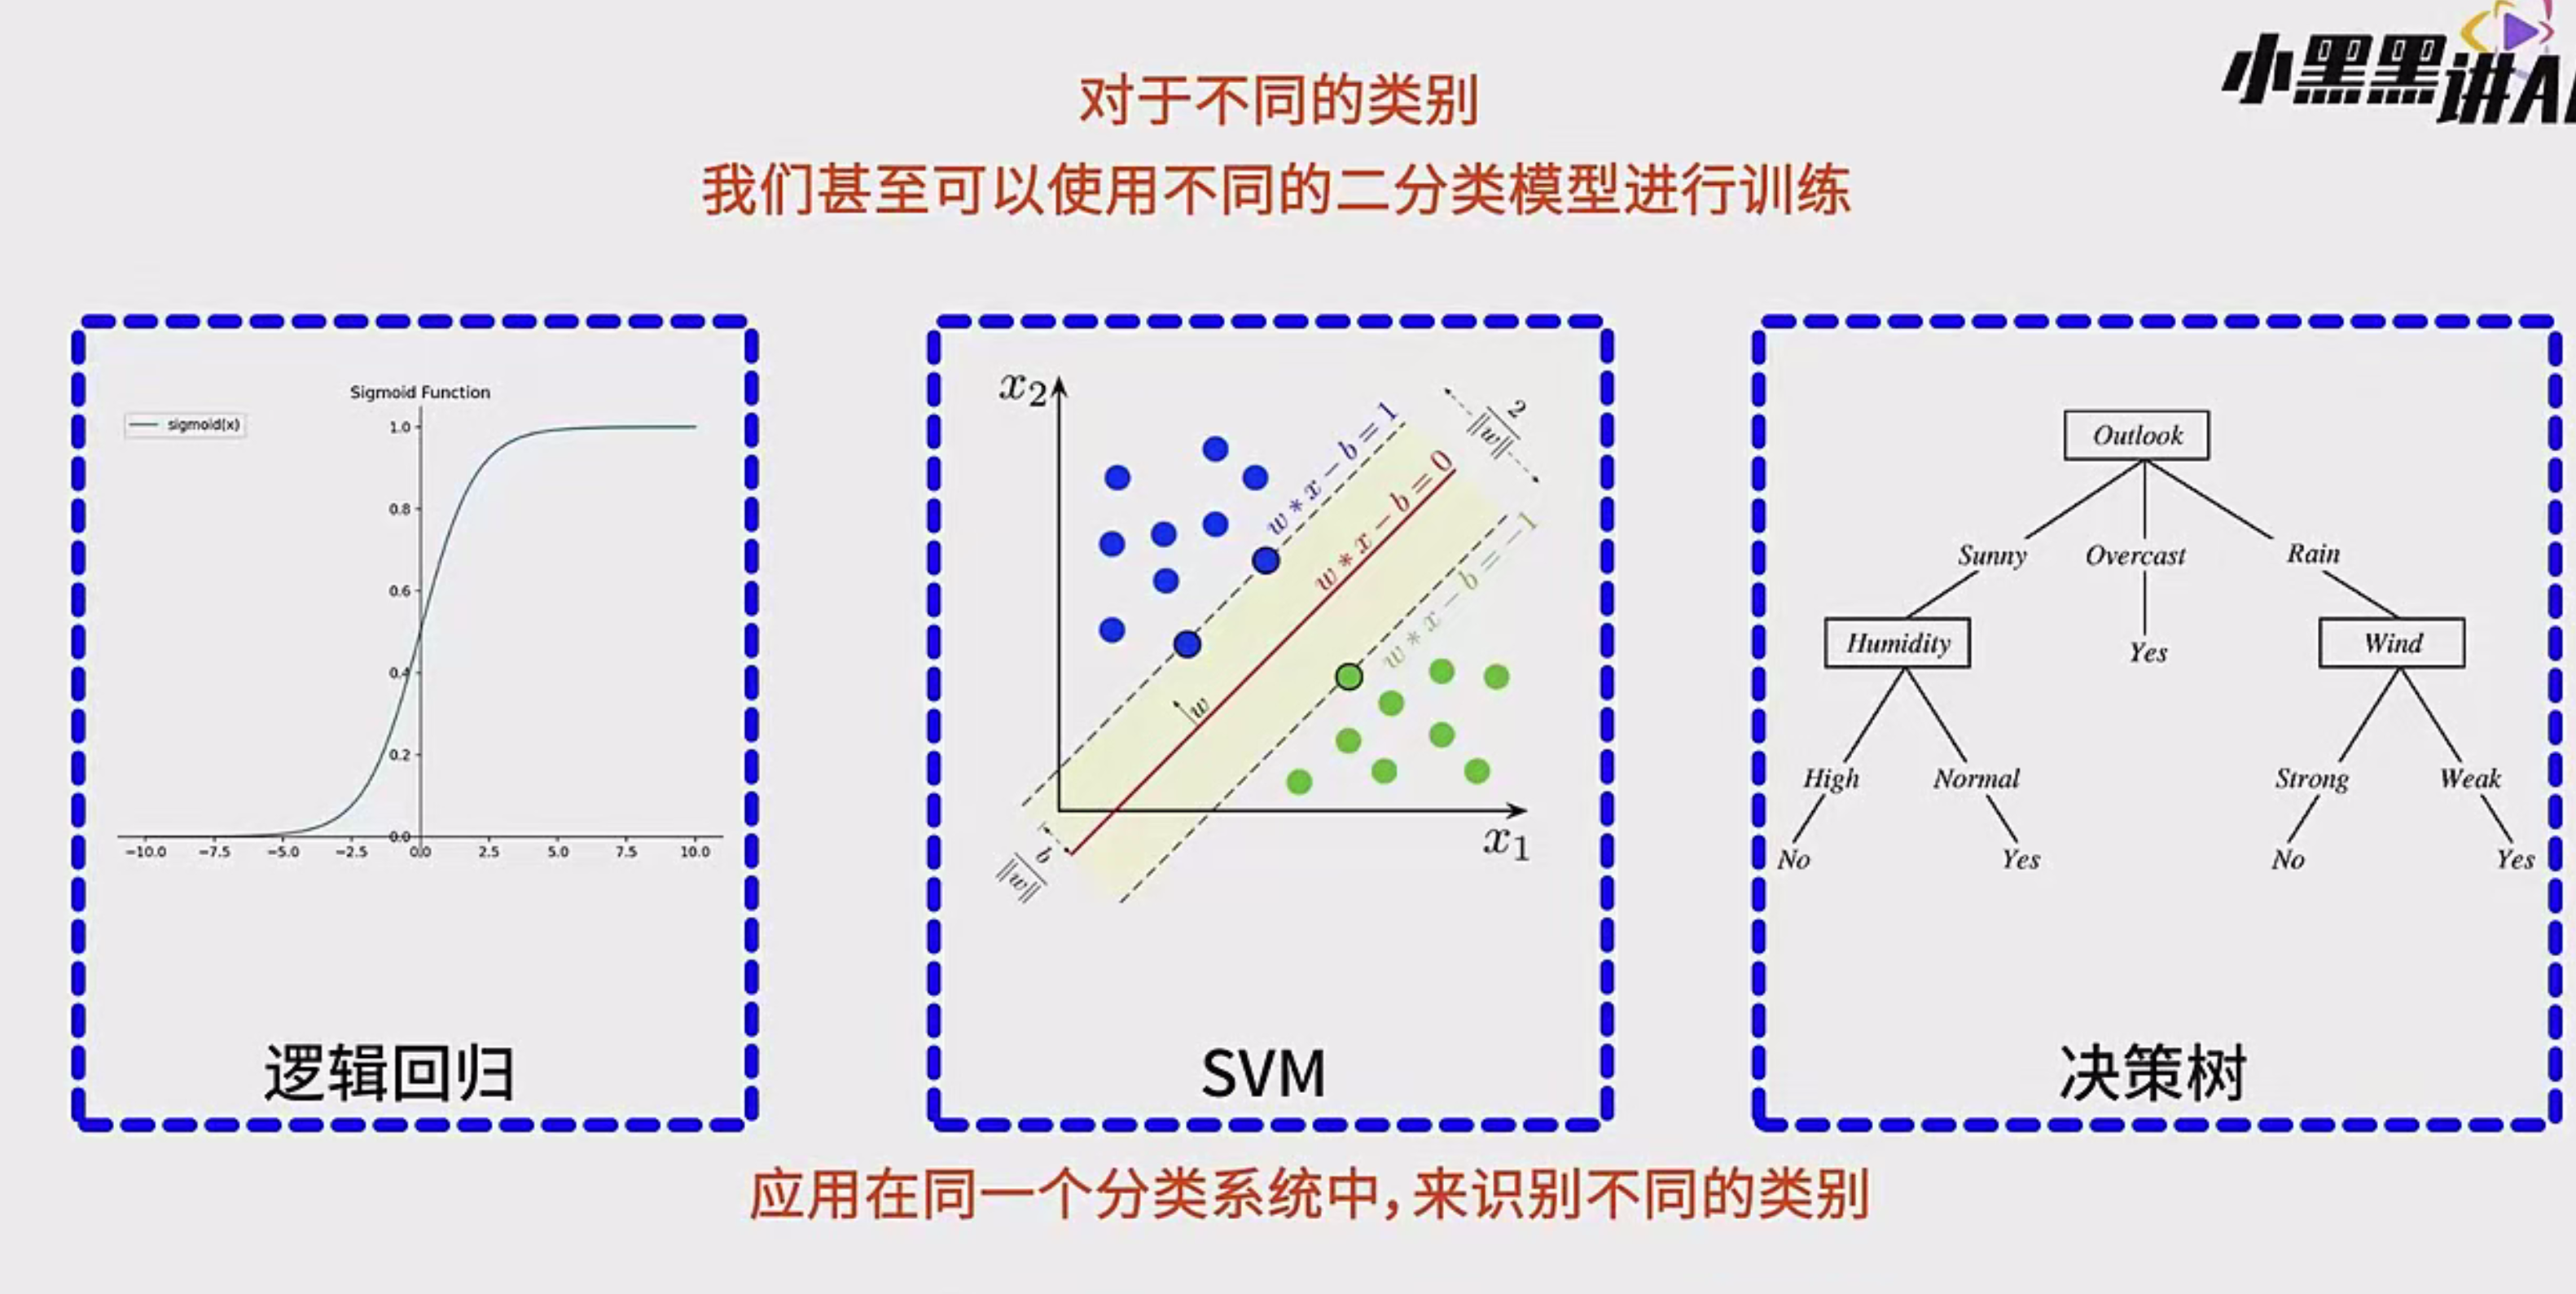 小黑黑讲AI
对于不同的类别
我们甚至可以使用不同的二分类模型进行训练
Sigmoid Function
sigmoid(x)
1.0
0.8
0.6
0.4
0.2
0.0
−10.0 −7.5 −5.0 −2.5 0.0 2.5 5.0 7.5 10.0
逻辑回归
x₂
w * x − b = 1
w * x − b = 0
w * x − b = −1
2/‖w‖
w
b/‖w‖
x₁
SVM
Outlook
Sunny Overcast Rain
Humidity Yes Wind
High Normal Strong Weak
No Yes No Yes
决策树
应用在同一个分类系统中，来识别不同的类别